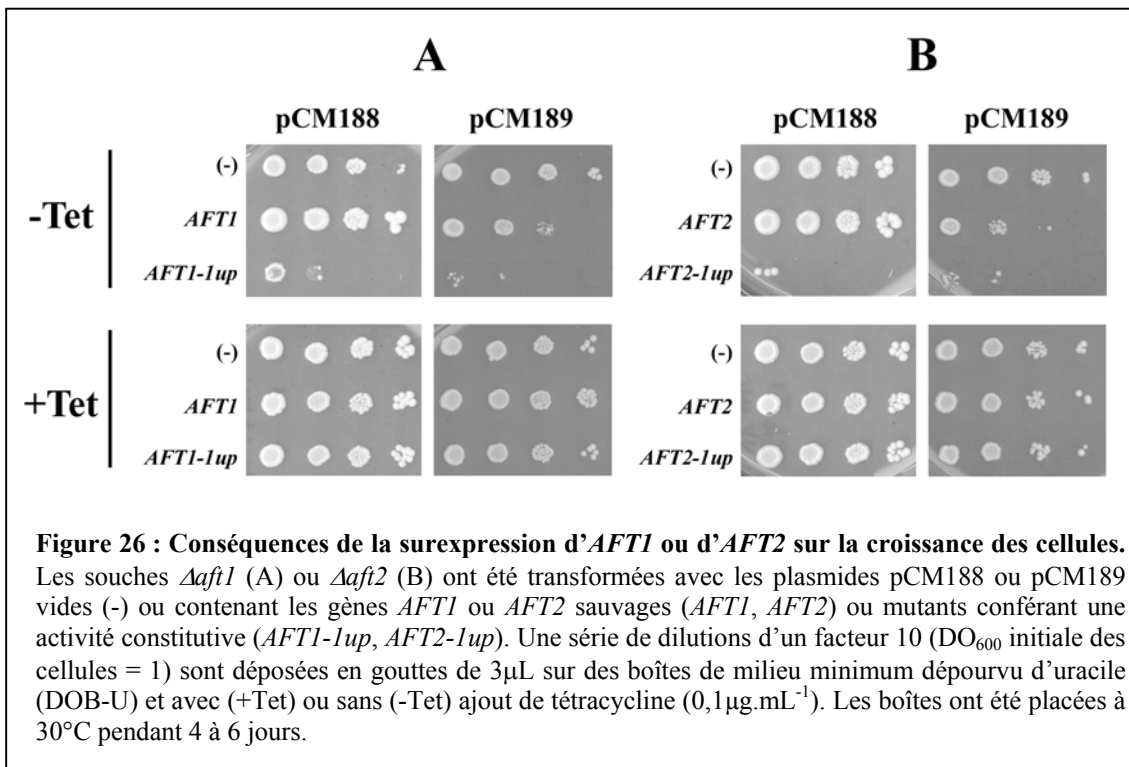 A B
pCM188 pCM189 pCM188 pCM189
-Tet
(-) (-)
AFT1 AFT2
AFT1-1up AFT2-1up
+Tet
(-) (-)
AFT1 AFT2
AFT1-1up AFT2-1up
Figure 26 : Conséquences de la surexpression d’AFT1 ou d’AFT2 sur la croissance des cellules.
Les souches Δaft1 (A) ou Δaft2 (B) ont été transformées avec les plasmides pCM188 ou pCM189
vides (-) ou contenant les gènes AFT1 ou AFT2 sauvages (AFT1, AFT2) ou mutants conférant une
activité constitutive (AFT1-1up, AFT2-1up). Une série de dilutions d’un facteur 10 (DO600 initiale des
cellules = 1) sont déposées en gouttes de 3µL sur des boîtes de milieu minimum dépourvu d’uracile
(DOB-U) et avec (+Tet) ou sans (-Tet) ajout de tétracycline (0,1µg.mL-1). Les boîtes ont été placées à
30°C pendant 4 à 6 jours.